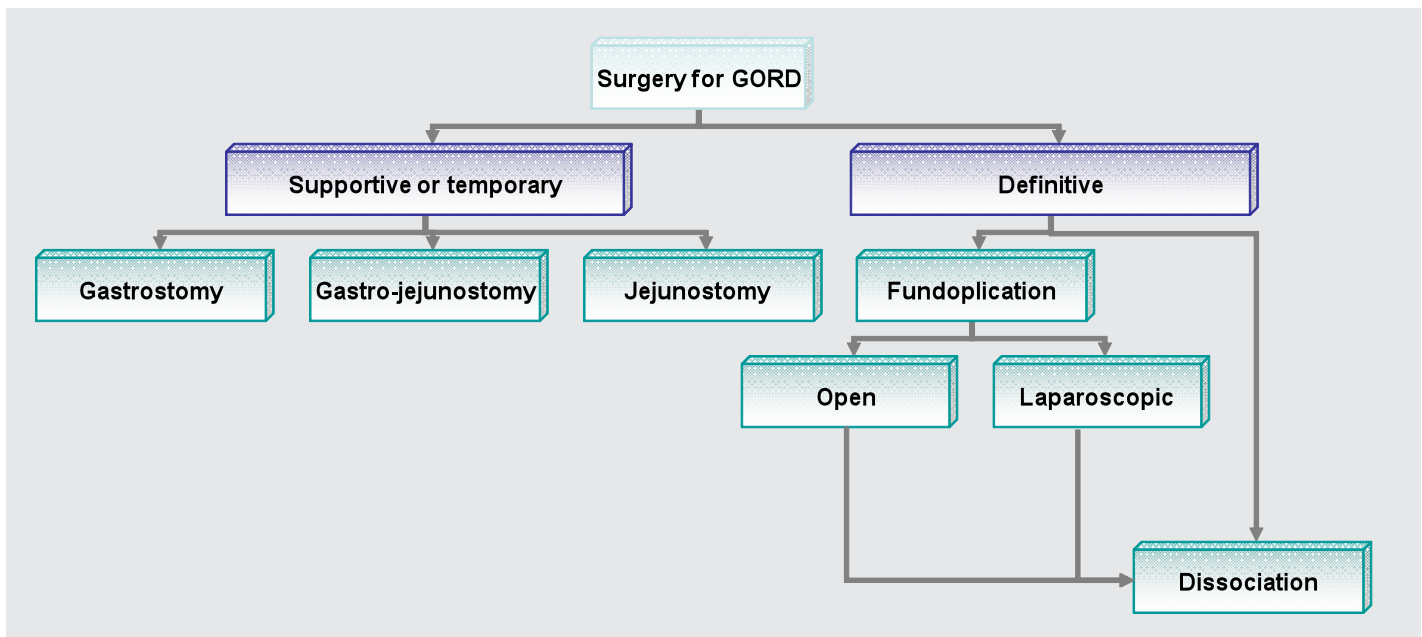 Surgery for GORD
Supportive or temporary
Definitive
Gastrostomy
Gastro-jejunostomy
Jejunostomy
Fundoplication
Open
Laparoscopic
Dissociation